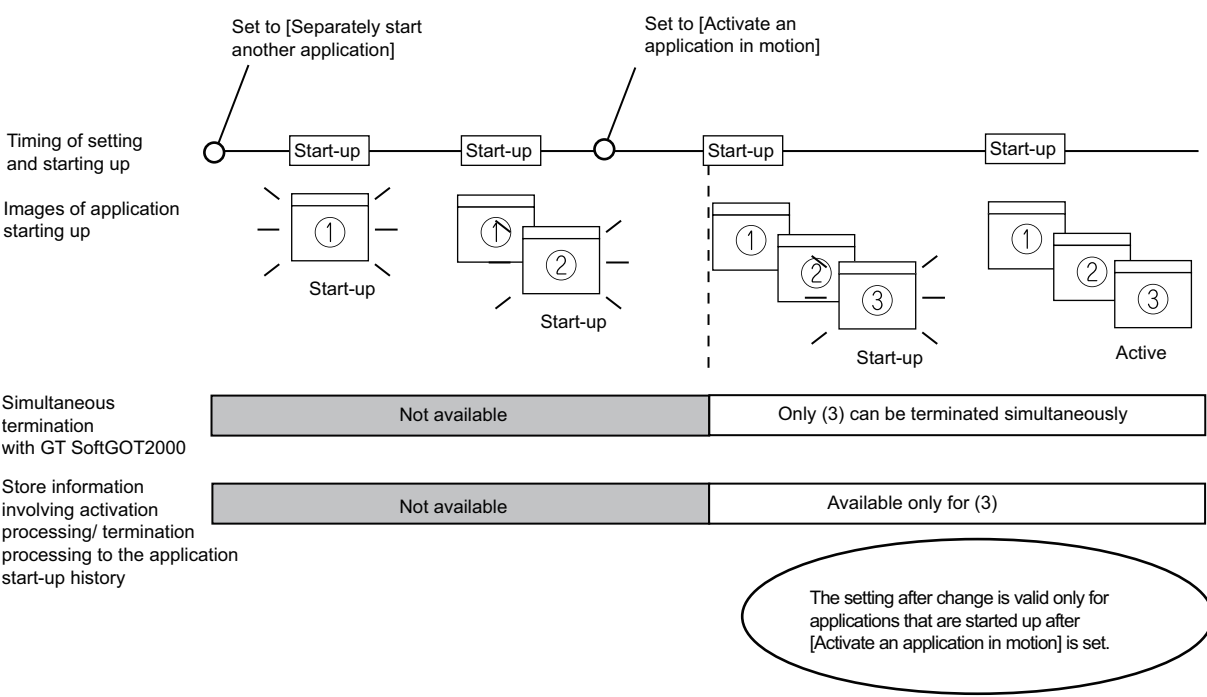 Set to [Separately start
another application]
Set to [Activate an
application in motion]
Timing of setting
and starting up
Start-up
Start-up
Start-up
Start-up
Images of application
starting up
①
Start-up
①
②
Start-up
①
②
③
Start-up
①
②
③
Active
Simultaneous
termination
with GT SoftGOT2000
Not available
Only (3) can be terminated simultaneously
Store information
involving activation
processing/ termination
processing to the application
start-up history
Not available
Available only for (3)
The setting after change is valid only for
applications that are started up after
[Activate an application in motion] is set.